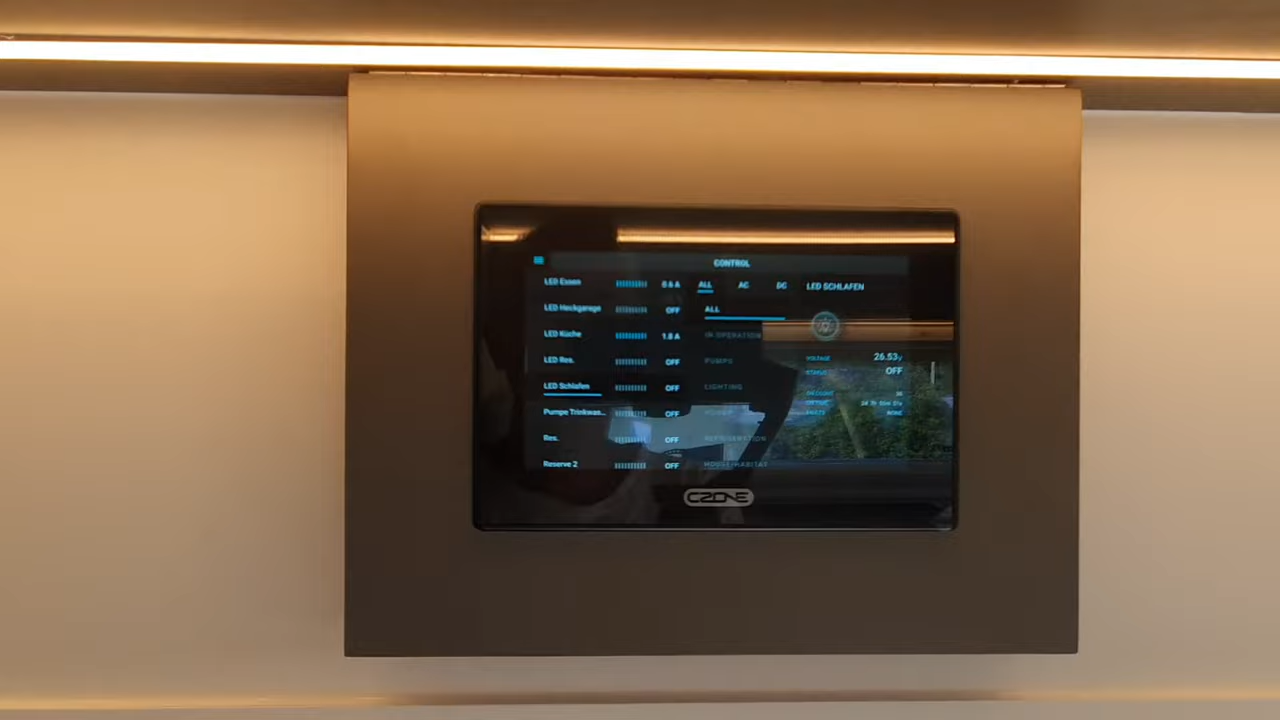 CONTROL
LED Essen 0.6 A
LED Heckgarage OFF
LED Küche 1.8 A
LED Res. OFF
LED Schlafen OFF
Pumpe Trinkwas.. OFF
Res. OFF
Reserve 2 OFF
ALL AC DC
ALL
IN OPERATION
PUMPS
LIGHTING
REFRIGERATION
HOUSE-HABITAT
LED SCHLAFEN
VOLTAGE 26.53V
STATUS OFF
NONE
CZONE